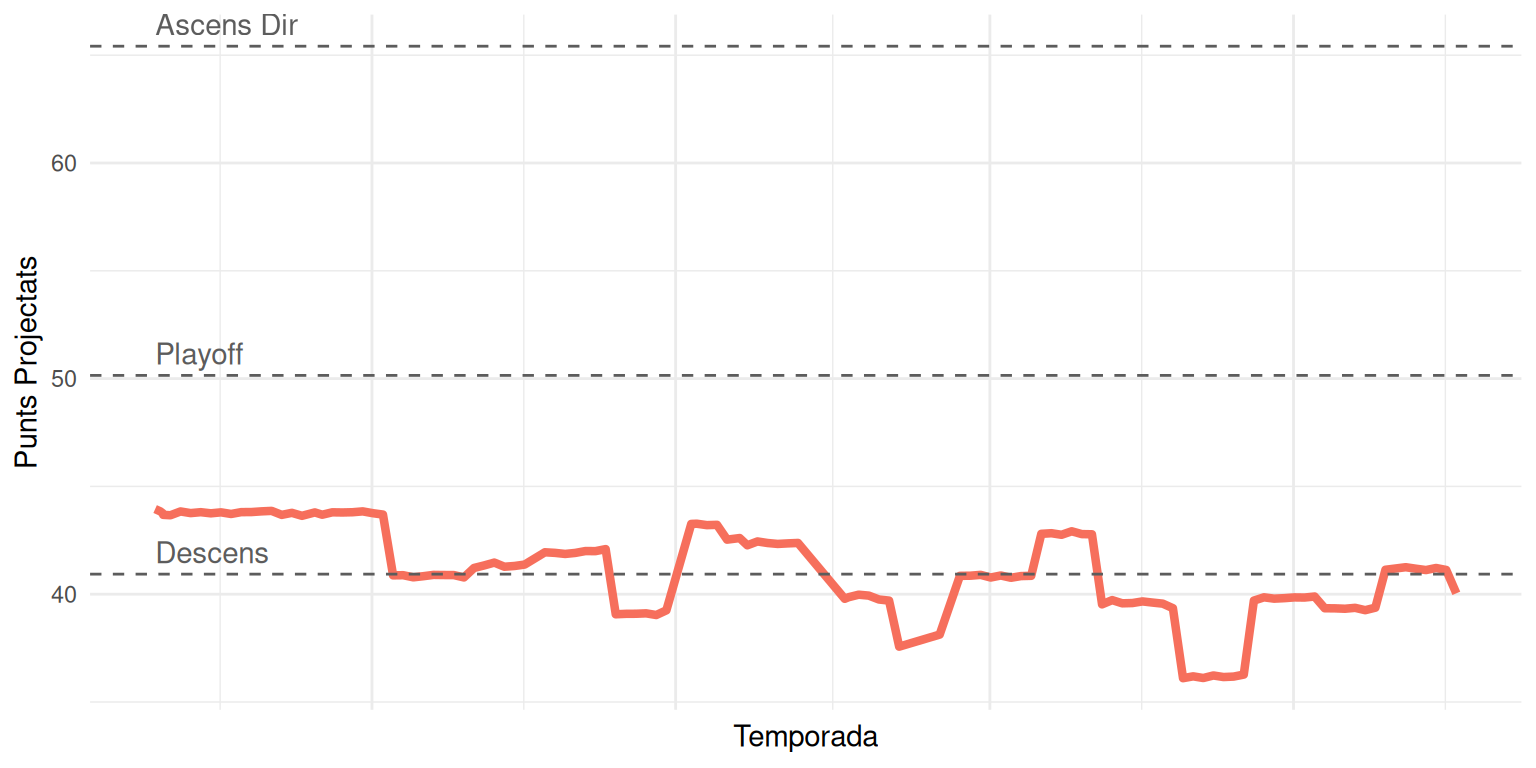 Ascens Dir
60
Playoff
50
Descens
40
Punts Projectats
Temporada